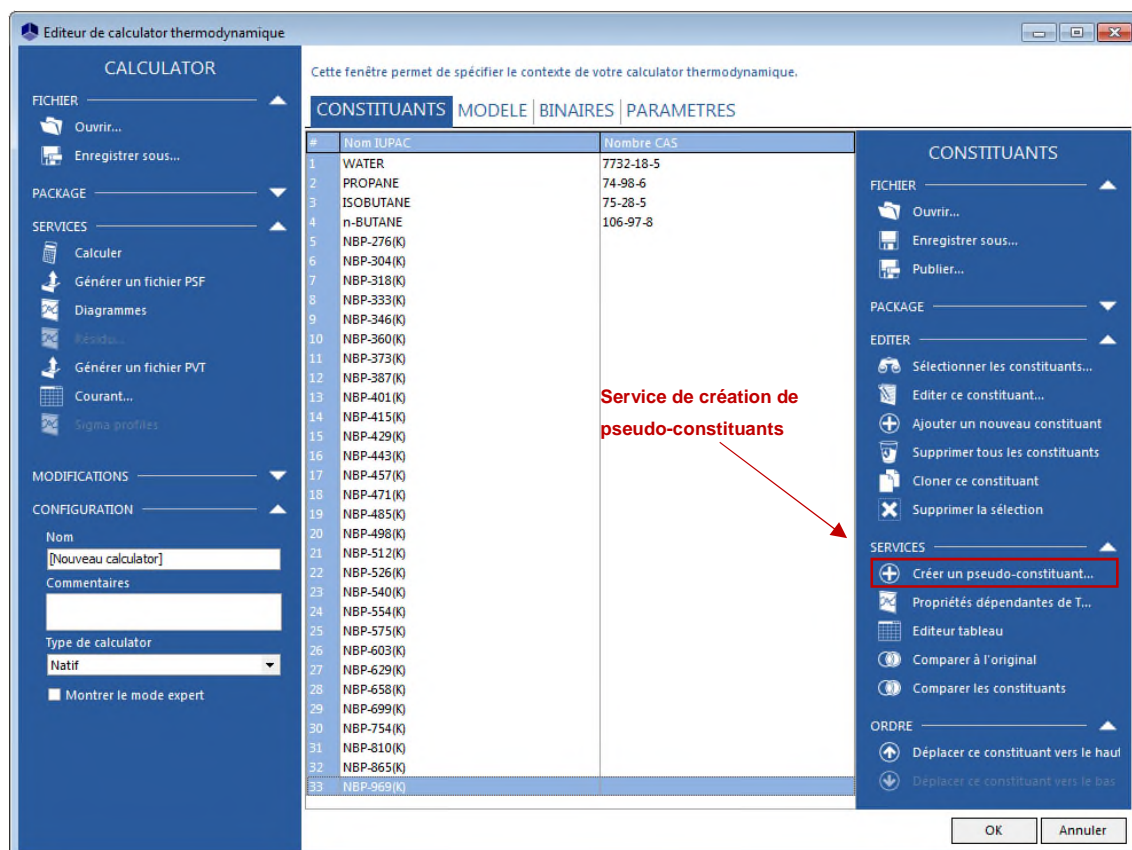 Editeur de calculator thermodynamique
CALCULATOR
FICHIER
Ouvrir...
Enregistrer sous...
PACKAGE
SERVICES
Calculer
Générer un fichier PSF
Diagrammes
Résidu...
Générer un fichier PVT
Courant...
Sigma profiles
MODIFICATIONS
CONFIGURATION
Nom
[Nouveau calculator]
Commentaires
Type de calculator
Natif
Montrer le mode expert
Cette fenêtre permet de spécifier le contexte de votre calculator thermodynamique.
CONSTITUANTS MODELE BINAIRES PARAMETRES
# Nom IUPAC Nombre CAS
1 WATER 7732-18-5
2 PROPANE 74-98-6
3 ISOBUTANE 75-28-5
4 n-BUTANE 106-97-8
5 NBP-276(K)
6 NBP-304(K)
7 NBP-318(K)
8 NBP-333(K)
9 NBP-346(K)
10 NBP-360(K)
11 NBP-373(K)
12 NBP-387(K)
13 NBP-401(K)
14 NBP-415(K)
15 NBP-429(K)
16 NBP-443(K)
17 NBP-457(K)
18 NBP-471(K)
19 NBP-485(K)
20 NBP-498(K)
21 NBP-512(K)
22 NBP-526(K)
23 NBP-540(K)
24 NBP-554(K)
25 NBP-575(K)
26 NBP-603(K)
27 NBP-629(K)
28 NBP-658(K)
29 NBP-699(K)
30 NBP-754(K)
31 NBP-810(K)
32 NBP-865(K)
33 NBP-969(K)
Service de création de
pseudo-constituants
CONSTITUANTS
FICHIER
Ouvrir...
Enregistrer sous...
Publier...
PACKAGE
EDITER
Sélectionner les constituants...
Editer ce constituant...
Ajouter un nouveau constituant
Supprimer tous les constituants
Cloner ce constituant
Supprimer la sélection
SERVICES
Créer un pseudo-constituant...
Propriétés dépendantes de T...
Editeur tableau
Comparer à l'original
Comparer les constituants
ORDRE
Déplacer ce constituant vers le haut
Déplacer ce constituant vers le bas
OK Annuler